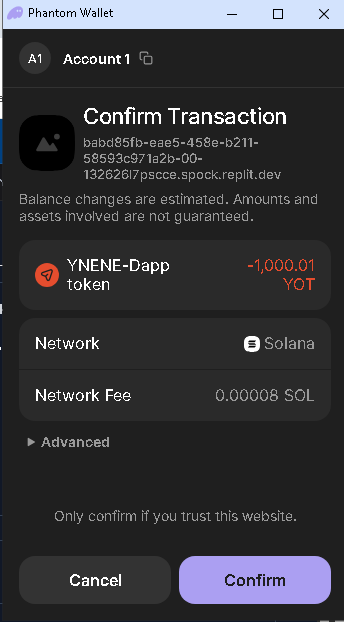 Phantom Wallet
A1
Account 1
Confirm Transaction
babd85fb-eae5-458e-b211-
58593c971a2b-00-
132626l7pscce.spock.replit.dev
Balance changes are estimated. Amounts and
assets involved are not guaranteed.
YNENE-Dapp
token
-1,000.01
YOT
Network
Solana
Network Fee
0.00008 SOL
Advanced
Only confirm if you trust this website.
Cancel
Confirm